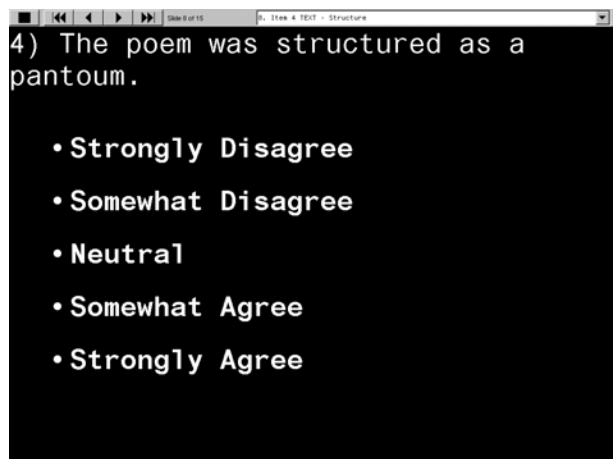 Slide 8 of 15
8. Item 4 TEXT - Structure
4) The poem was structured as a
pantoum.
•Strongly Disagree
•Somewhat Disagree
•Neutral
•Somewhat Agree
•Strongly Agree